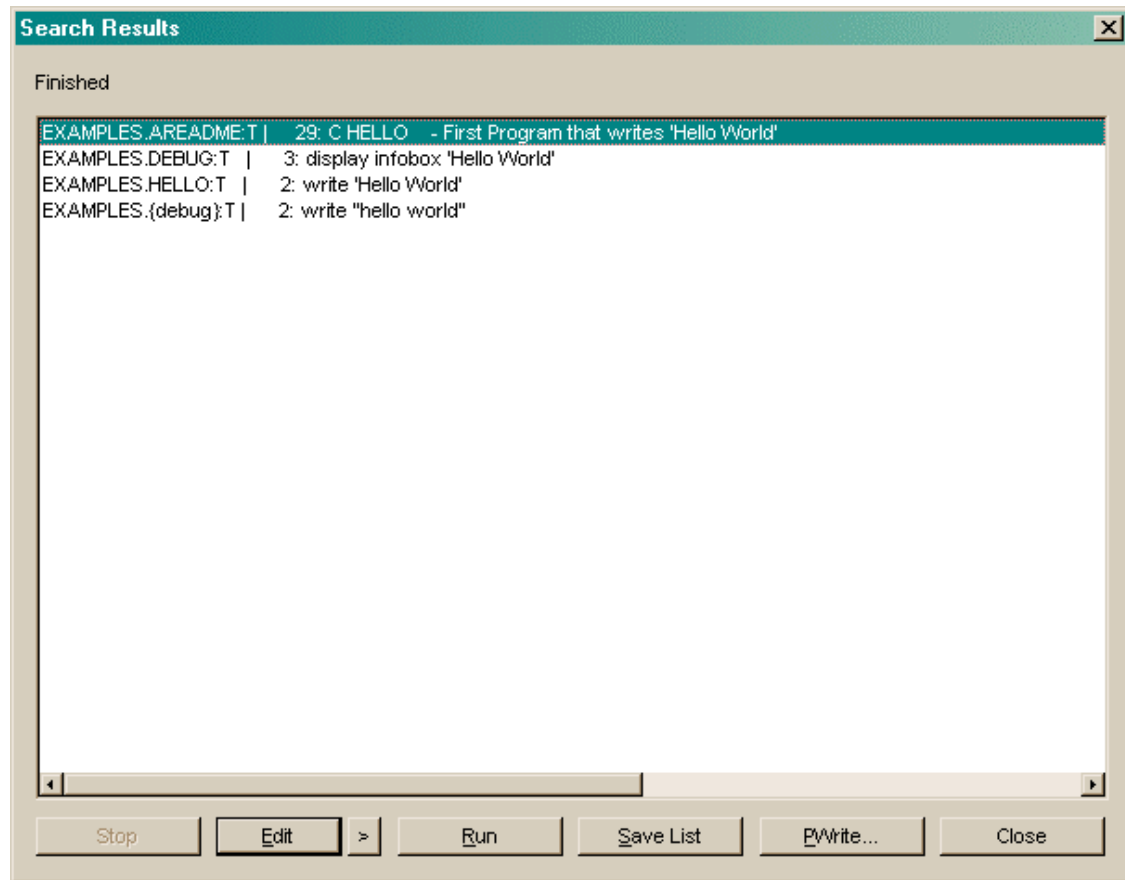 Search Results
Finished
EXAMPLES.AREADME:T | 29: C HELLO - First Program that writes 'Hello World'
EXAMPLES.DEBUG:T | 3: display infobox 'Hello World'
EXAMPLES.HELLO:T | 2: write 'Hello World'
EXAMPLES.{debug}:T | 2: write "hello world"
Stop Edit > Run Save List PWrite... Close